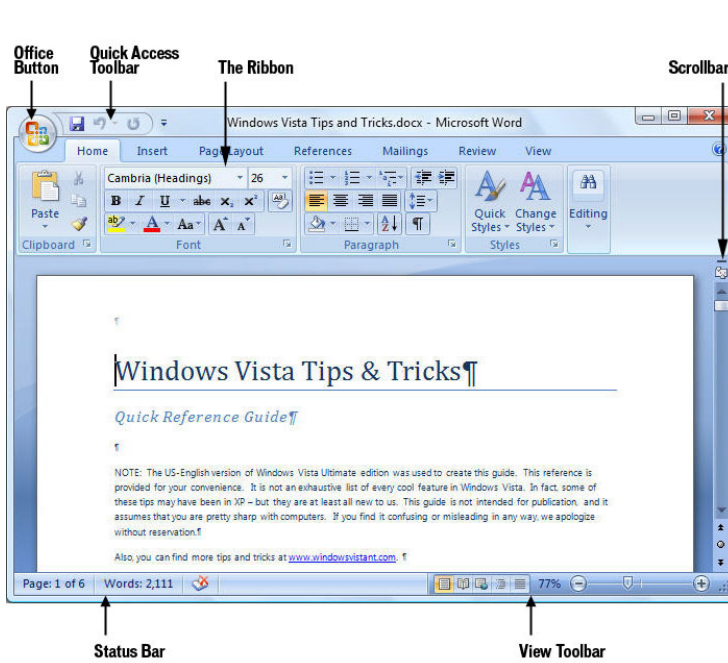 Office Button
Quick Access Toolbar
The Ribbon
Scrollbar
Windows Vista Tips and Tricks.docx - Microsoft Word
Home Insert Page Layout References Mailings Review View
Cambria (Headings) 26
B I U abc x₂ x²
ab A Aa A A
Paste
Quick Styles
Change Styles
Editing
Clipboard Font Paragraph Styles
¶
Windows Vista Tips & Tricks¶
Quick Reference Guide¶
¶
NOTE: The US-English version of Windows Vista Ultimate edition was used to create this guide. This reference is
provided for your convenience. It is not an exhaustive list of every cool feature in Windows Vista. In fact, some of
these tips may have been in XP – but they are at least all new to us. This guide is not intended for publication, and it
assumes that you are pretty sharp with computers. If you find it confusing or misleading in any way, we apologize
without reservation.¶
Also, you can find more tips and tricks at www.windowsvistant.com. ¶
Page: 1 of 6 Words: 2,111 77%
Status Bar
View Toolbar